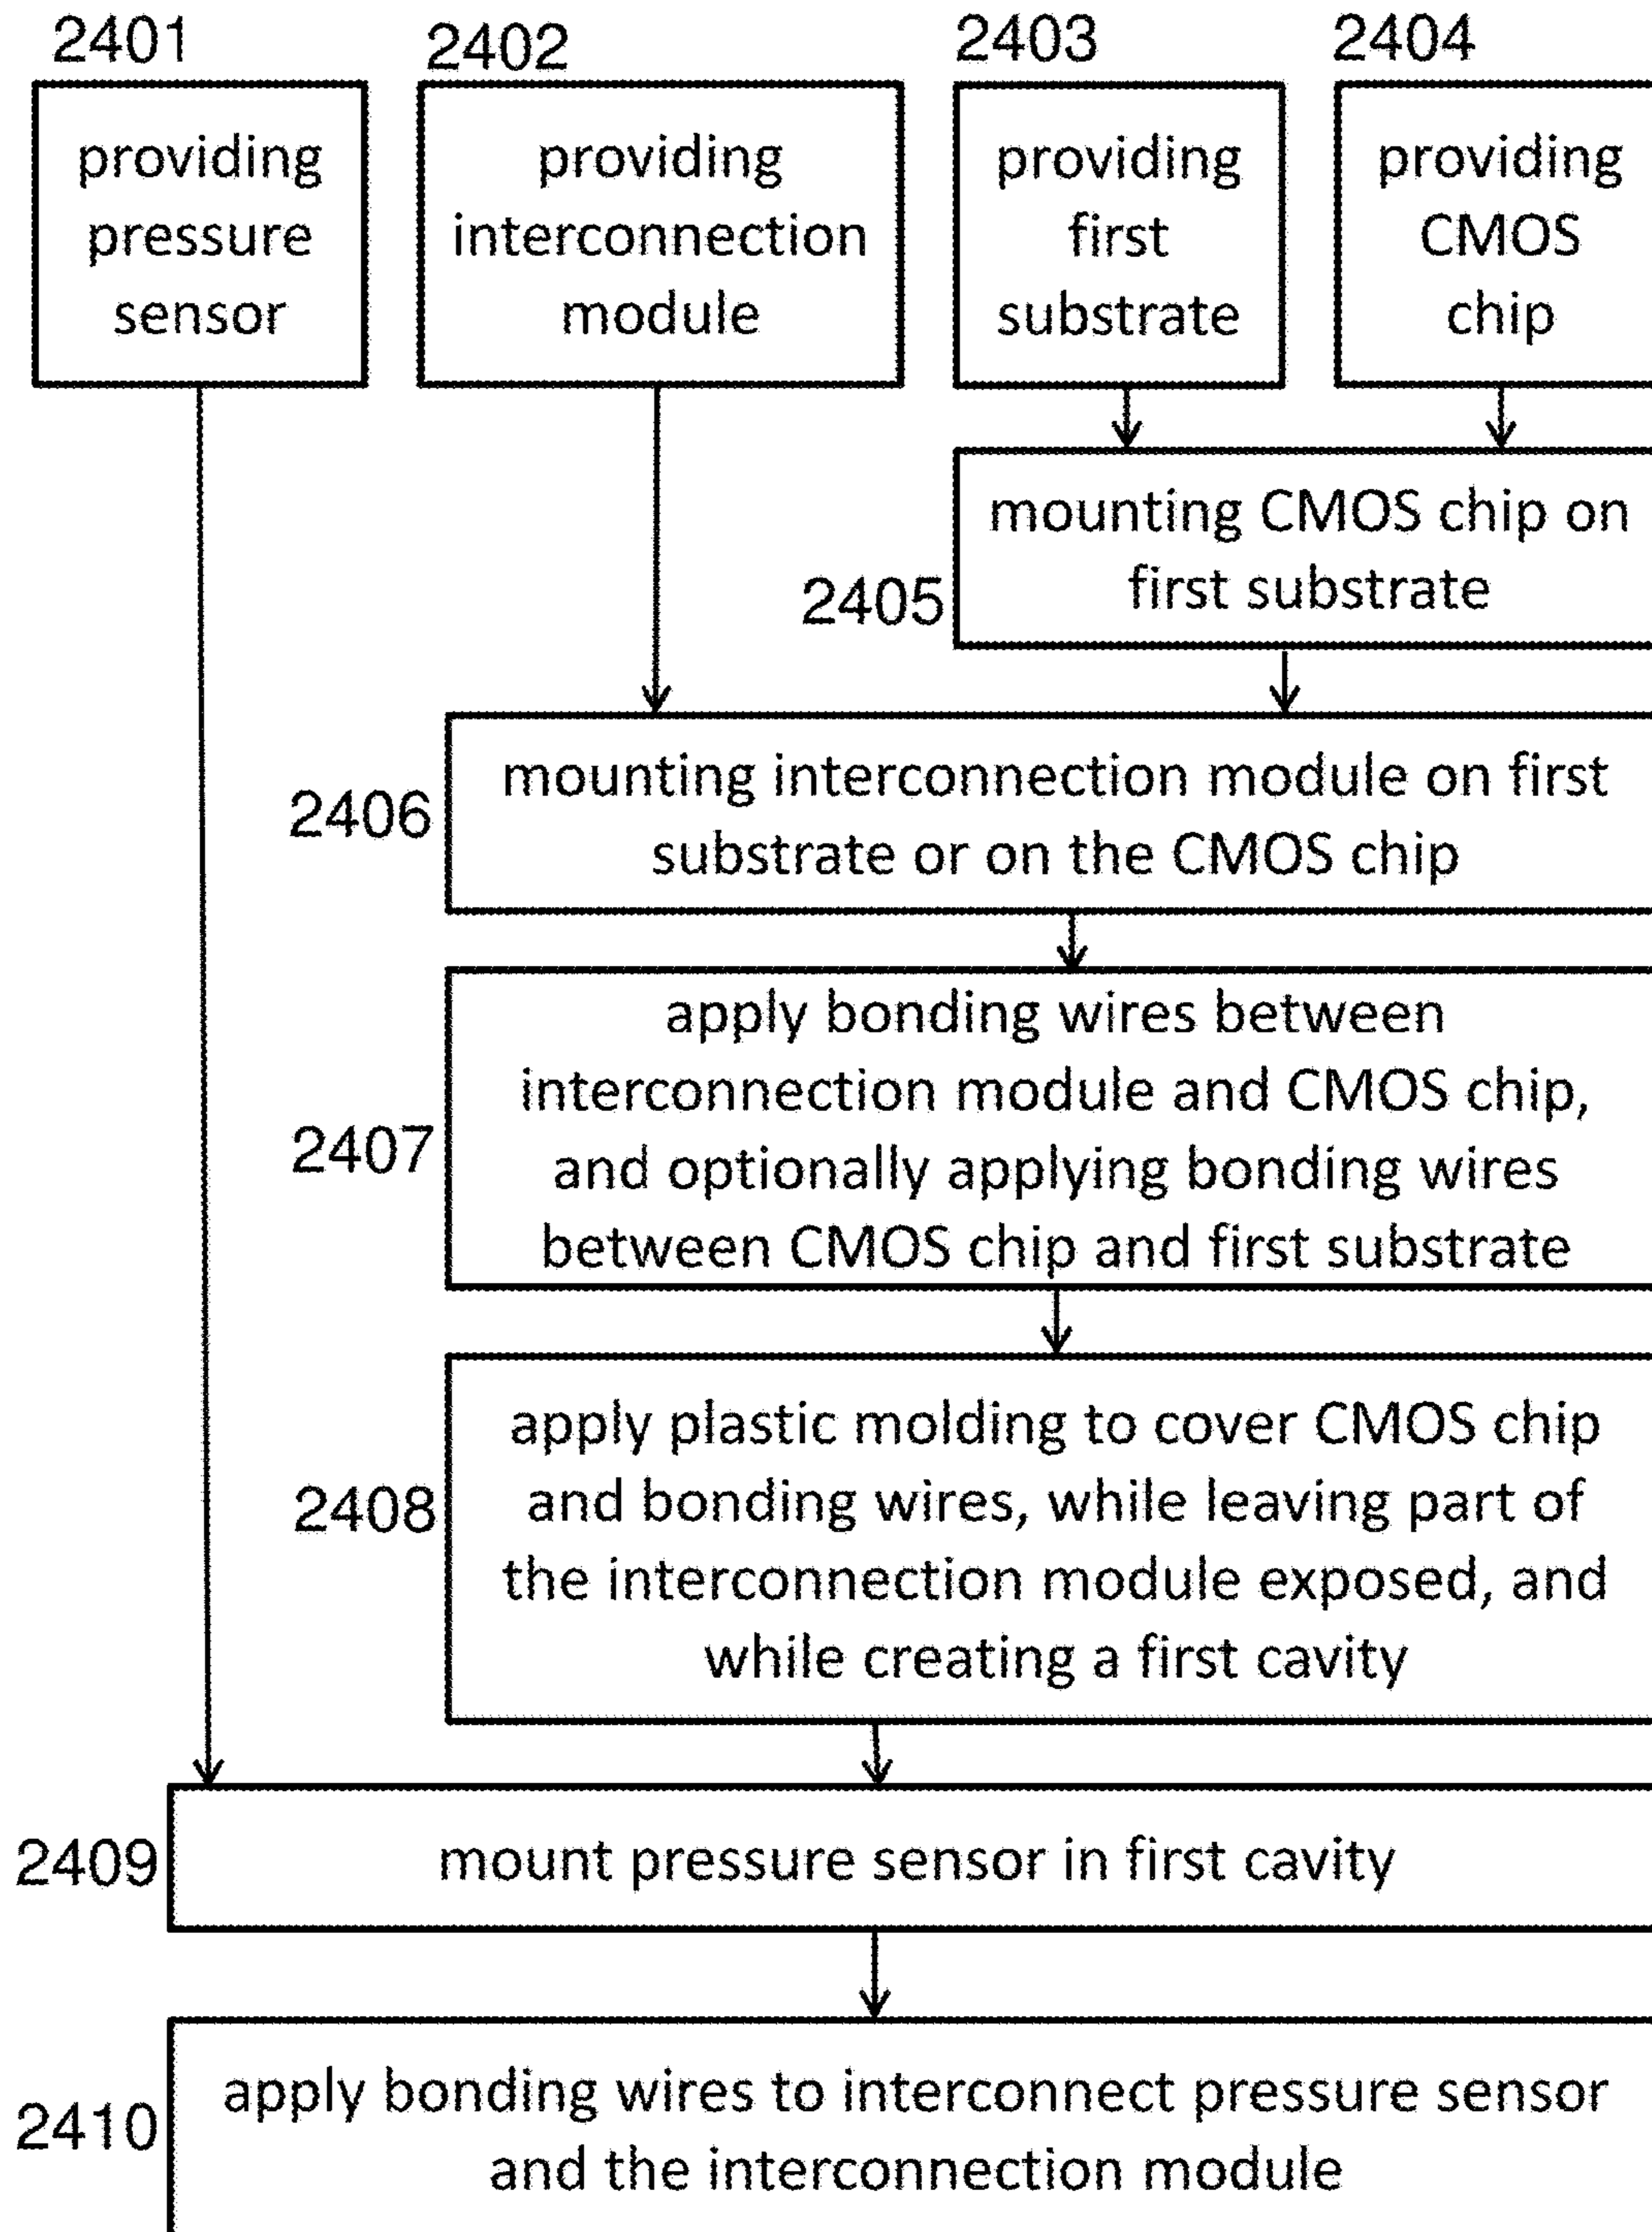 2401
providing
pressure
sensor
2402
providing
interconnection
module
2403
providing
first
substrate
2404
providing
CMOS
chip
mounting CMOS chip on
first substrate
2405
mounting interconnection module on first
substrate or on the CMOS chip
2406
apply bonding wires between
interconnection module and CMOS chip,
and optionally applying bonding wires
between CMOS chip and first substrate
2407
apply plastic molding to cover CMOS chip
and bonding wires, while leaving part of
the interconnection module exposed, and
while creating a first cavity
2408
2409
mount pressure sensor in first cavity
2410
apply bonding wires to interconnect pressure sensor
and the interconnection module